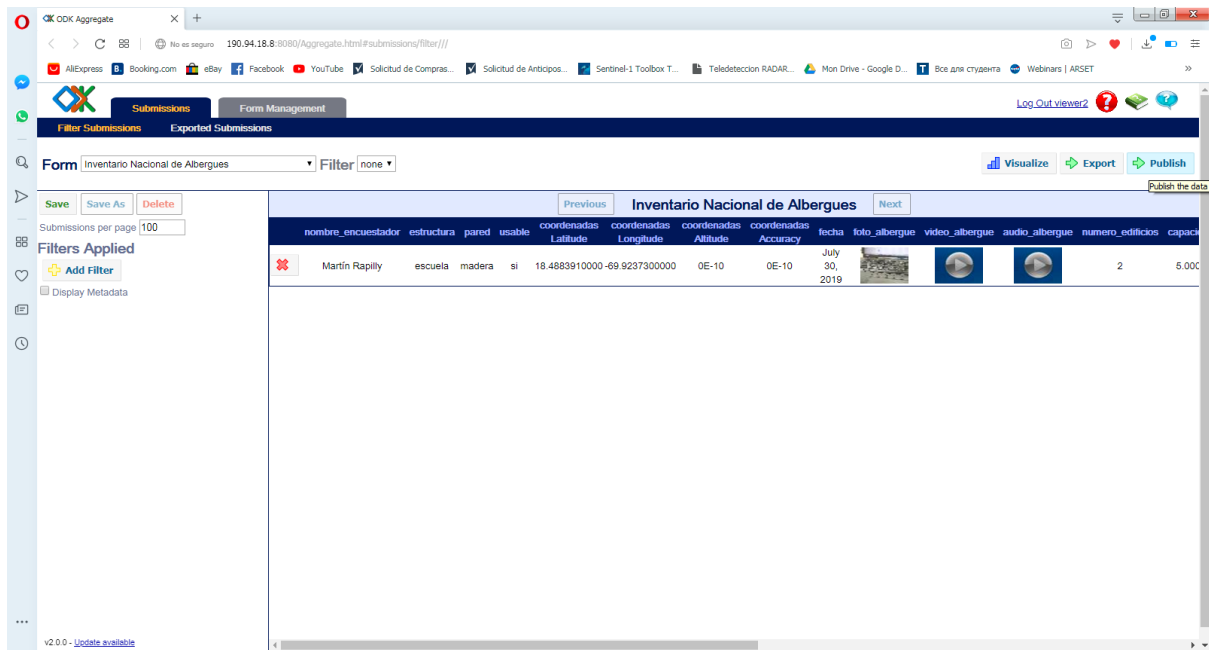 ODK Aggregate
No es seguro 190.94.18.8:8080/Aggregate.html#submissions/filter///
AliExpress B. Booking.com eBay Facebook YouTube Solicitud de Compras... Solicitud de Anticipos... Sentinel-1 Toolbox T... Teledeteccion RADAR... Mon Drive - Google D... T Все для студента Webinars | ARSET »
Submissions Form Management Log Out viewer2
Filter Submissions Exported Submissions
Form Inventario Nacional de Albergues Filter none Visualize Export Publish
Publish the data
Save Save As Delete Previous Inventario Nacional de Albergues Next
Submissions per page 100
Filters Applied
Add Filter
Display Metadata
nombre_encuestador estructura pared usable coordenadas Latitude coordenadas Longitude coordenadas Altitude coordenadas Accuracy fecha foto_albergue video_albergue audio_albergue numero_edificios capaci
Martín Rapilly escuela madera si 18.4883910000 -69.9237300000 0E-10 0E-10 July 30, 2019 2 5.000
v2.0.0 - Update available